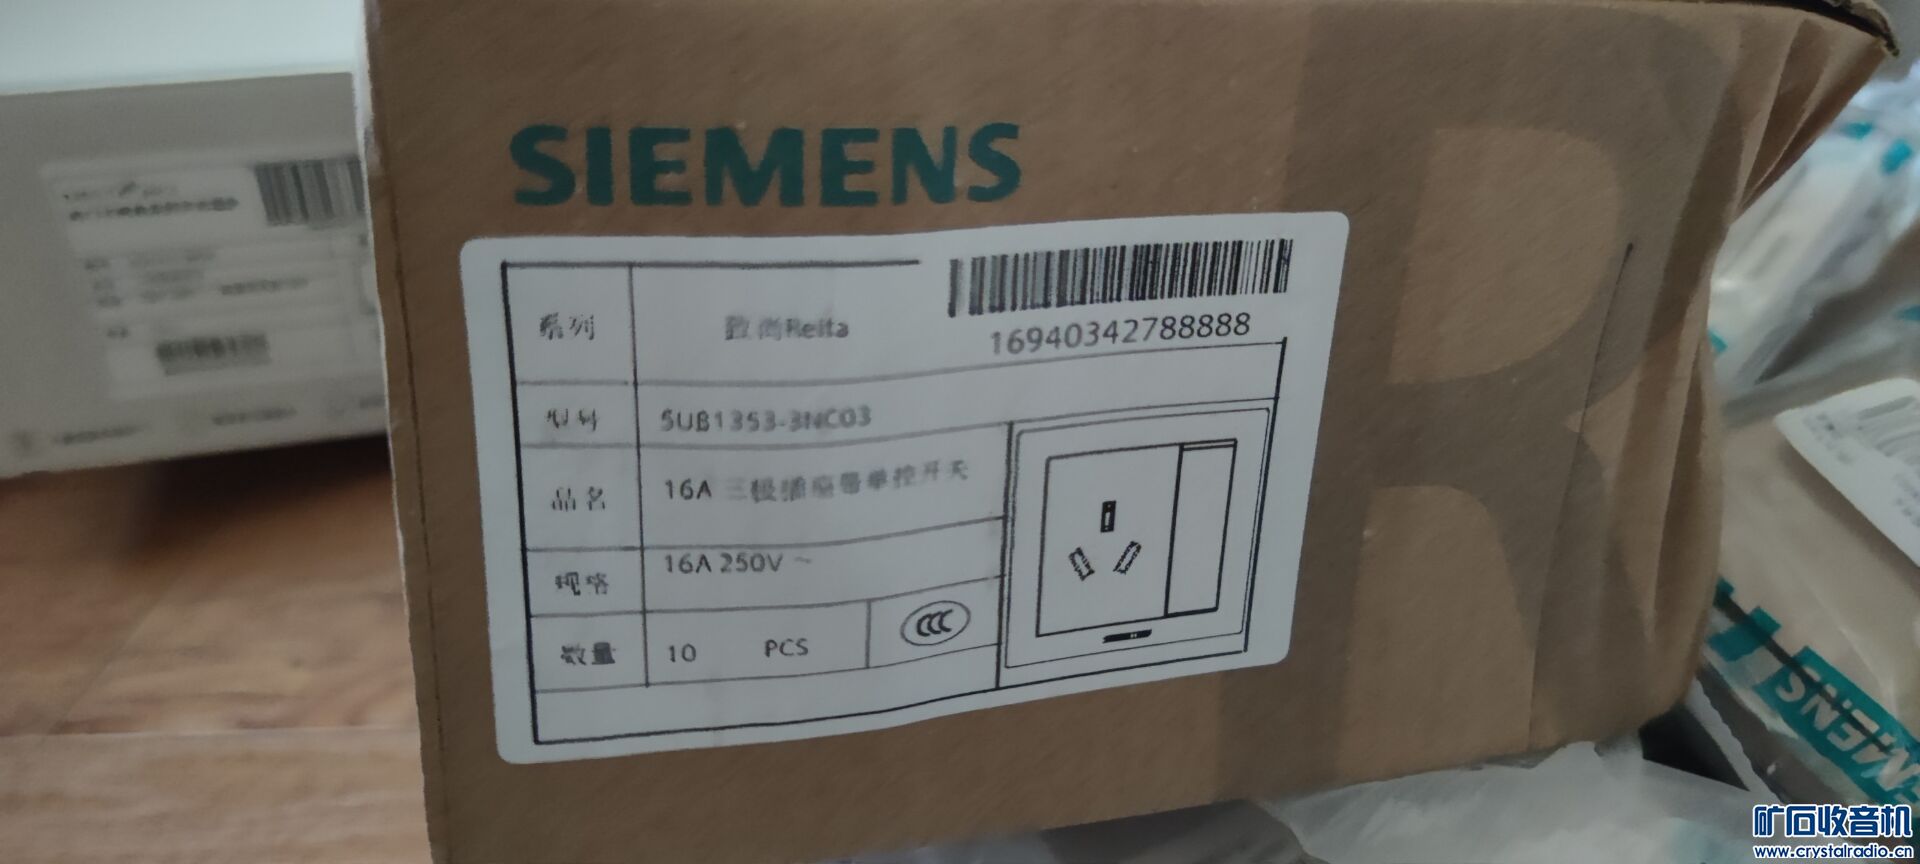 SIEMENS
系列 致尚Reita
16940342788888
型号 5UB1353-3NC03
品名 16A 三极插座带单控开关
规格 16A 250V ~
数量 10 PCS
CCC
SIEMENS
矿石收音机
www.crystalradio.cn